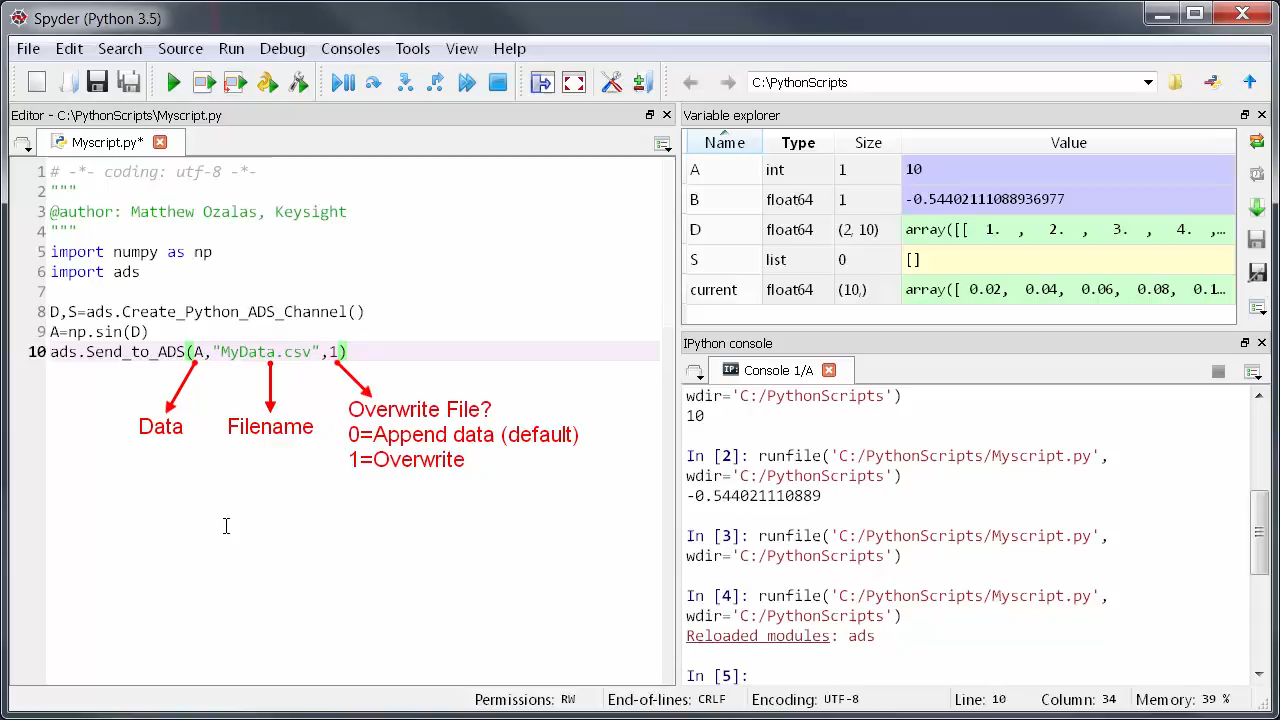 Spyder (Python 3.5)
File Edit Search Source Run Debug Consoles Tools View Help
C:\PythonScripts
Editor - C:\PythonScripts\Myscript.py
Myscript.py*
1 # -*- coding: utf-8 -*-
2 """
3 @author: Matthew Ozalas, Keysight
4 """
5 import numpy as np
6 import ads
7
8 D,S=ads.Create_Python_ADS_Channel()
9 A=np.sin(D)
10 ads.Send_to_ADS(A,"MyData.csv",1)
Data
Filename
Overwrite File?
0=Append data (default)
1=Overwrite
Variable explorer
Name Type Size Value
A int 1 10
B float64 1 -0.54402111088936977
D float64 (2, 10) array([[ 1. , 2. , 3. , 4. ,...
S list 0 []
current float64 (10,) array([ 0.02, 0.04, 0.06, 0.08, 0.1...
IPython console
IP: Console 1/A
wdir='C:/PythonScripts')
10
In [2]: runfile('C:/PythonScripts/Myscript.py',
wdir='C:/PythonScripts')
-0.544021110889
In [3]: runfile('C:/PythonScripts/Myscript.py',
wdir='C:/PythonScripts')
In [4]: runfile('C:/PythonScripts/Myscript.py',
wdir='C:/PythonScripts')
Reloaded modules: ads
In [5]:
Permissions: RW End-of-lines: CRLF Encoding: UTF-8 Line: 10 Column: 34 Memory: 39 %